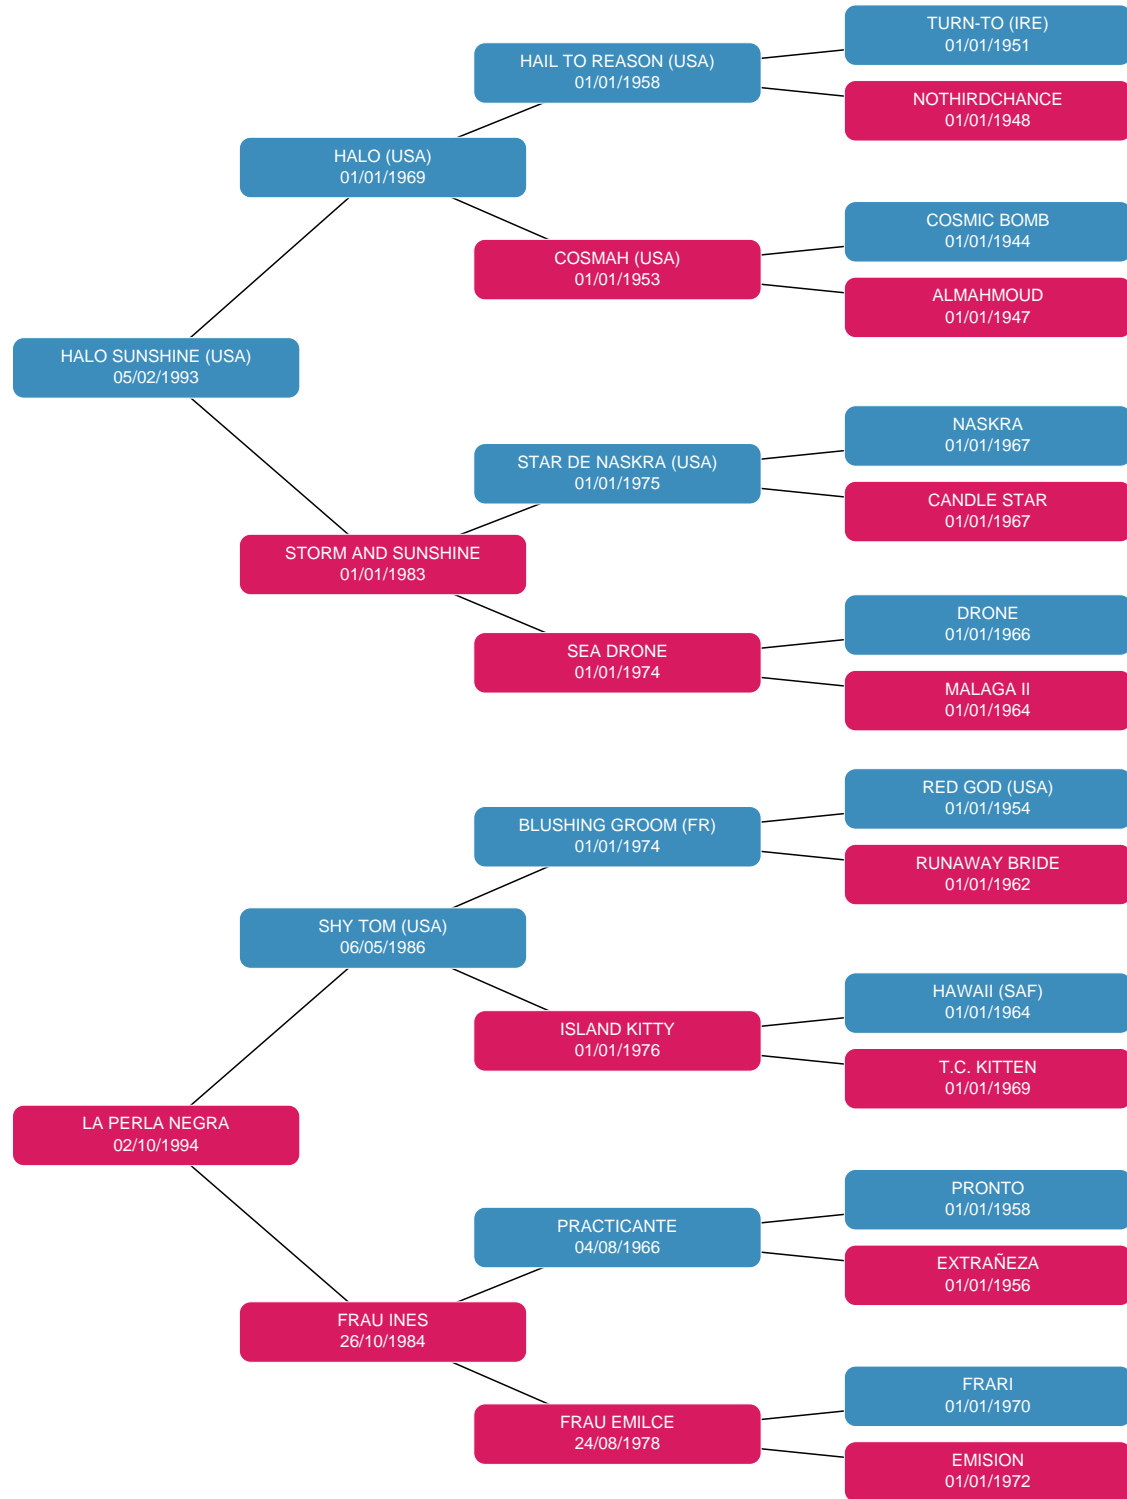 TURN-TO (IRE)
01/01/1951
HAIL TO REASON (USA)
01/01/1958
NOTHIRDCHANCE
01/01/1948
HALO (USA)
01/01/1969
COSMIC BOMB
01/01/1944
COSMAH (USA)
01/01/1953
ALMAHMOUD
01/01/1947
HALO SUNSHINE (USA)
05/02/1993
NASKRA
01/01/1967
STAR DE NASKRA (USA)
01/01/1975
CANDLE STAR
01/01/1967
STORM AND SUNSHINE
01/01/1983
DRONE
01/01/1966
SEA DRONE
01/01/1974
MALAGA II
01/01/1964
RED GOD (USA)
01/01/1954
BLUSHING GROOM (FR)
01/01/1974
RUNAWAY BRIDE
01/01/1962
SHY TOM (USA)
06/05/1986
HAWAII (SAF)
01/01/1964
ISLAND KITTY
01/01/1976
T.C. KITTEN
01/01/1969
LA PERLA NEGRA
02/10/1994
PRONTO
01/01/1958
PRACTICANTE
04/08/1966
EXTRAÑEZA
01/01/1956
FRAU INES
26/10/1984
FRARI
01/01/1970
FRAU EMILCE
24/08/1978
EMISION
01/01/1972